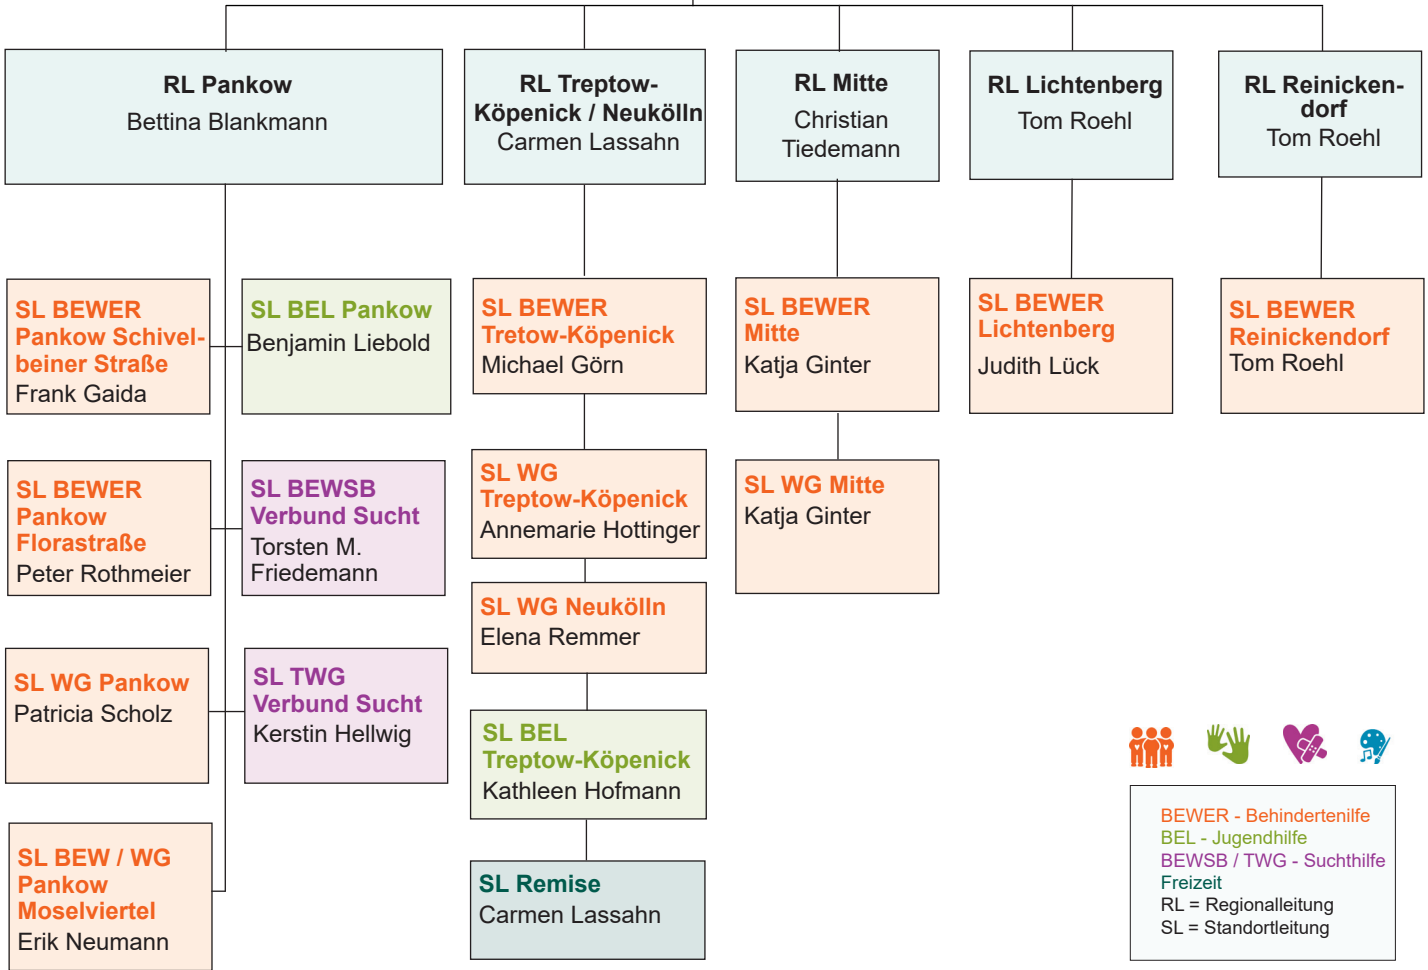 RL Pankow
Bettina Blankmann
RL Treptow-
Köpenick / Neukölln
Carmen Lassahn
RL Mitte
Christian
Tiedemann
RL Lichtenberg
Tom Roehl
RL Reinicken-
dorf
Tom Roehl
SL BEWER
Pankow Schivel-
beiner Straße
Frank Gaida
SL BEL Pankow
Benjamin Liebold
SL BEWER
Pankow
Florastraße
Peter Rothmeier
SL BEWSB
Verbund Sucht
Torsten M.
Friedemann
SL WG Pankow
Patricia Scholz
SL TWG
Verbund Sucht
Kerstin Hellwig
SL BEW / WG
Pankow
Moselviertel
Erik Neumann
SL BEWER
Tretow-Köpenick
Michael Görn
SL WG
Treptow-Köpenick
Annemarie Hottinger
SL WG Neukölln
Elena Remmer
SL BEL
Treptow-Köpenick
Kathleen Hofmann
SL Remise
Carmen Lassahn
SL BEWER
Mitte
Katja Ginter
SL WG Mitte
Katja Ginter
SL BEWER
Lichtenberg
Judith Lück
SL BEWER
Reinickendorf
Tom Roehl
BEWER - Behindertenilfe
BEL - Jugendhilfe
BEWSB / TWG - Suchthilfe
Freizeit
RL = Regionalleitung
SL = Standortleitung